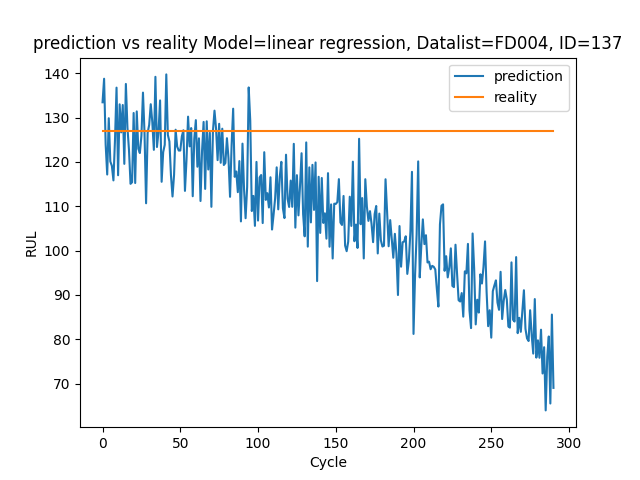 prediction vs reality Model=linear regression, Datalist=FD004, ID=137
prediction
reality
RUL
140
130
120
110
100
90
80
70
0 50 100 150 200 250 300
Cycle